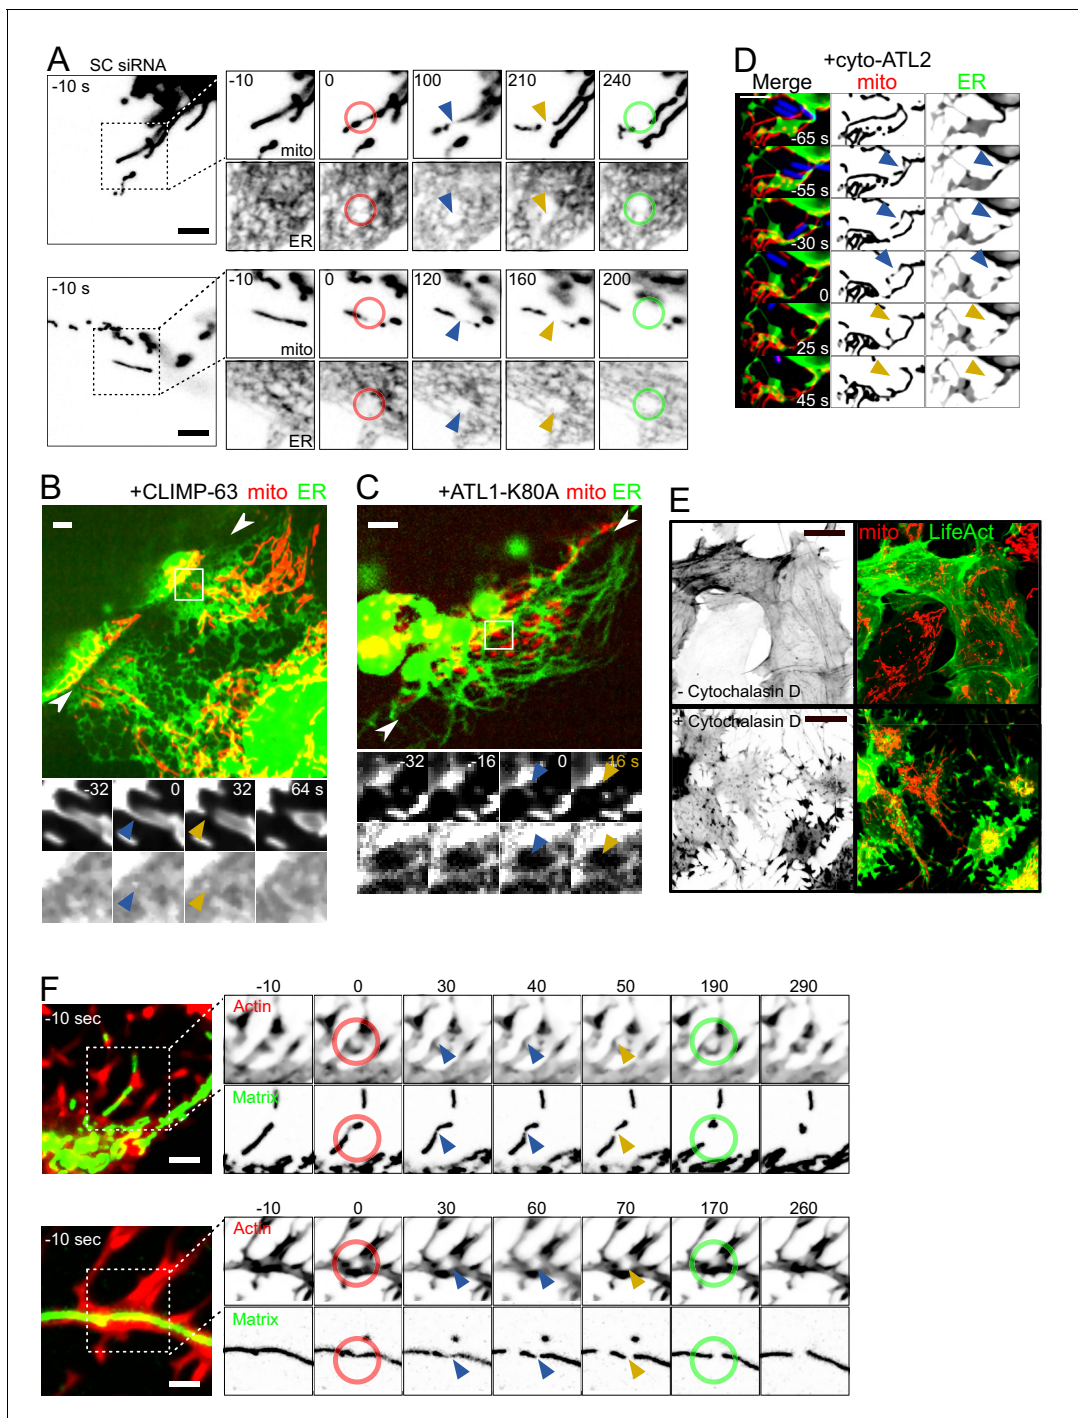 A
SC siRNA
-10 s
-10
0
100
210
240
mito
ER
-10 s
-10
0
120
160
200
mito
ER
D
+cyto-ATL2
Merge
mito
ER
-65 s
-55 s
-30 s
0
25 s
45 s
B
+CLIMP-63 mito ER
-32
0
32
64 s
C
+ATL1-K80A mito ER
-32
-16
0
16 s
E
mito
LifeAct
- Cytochalasin D
+ Cytochalasin D
F
-10 sec
-10
0
30
40
50
190
290
Actin
Matrix
-10 sec
-10
0
30
60
70
170
260
Actin
Matrix